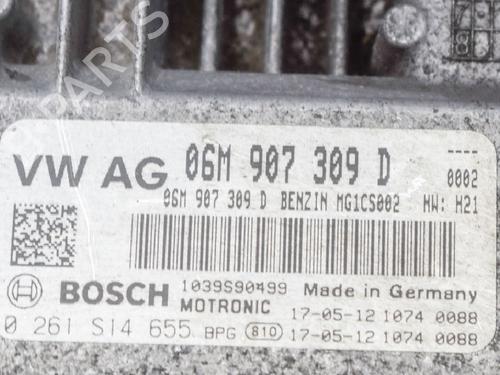 VW AG 06M 907 309 D ----
0002
06M 907 309 D BENZIN MG1CS002 HW: H21
BOSCH 1039S90499 Made in Germany
MOTRONIC 17-05-12 1074 0088
0 261 S14 655 BPG 810 17-05-12 1074 0088
PARTS